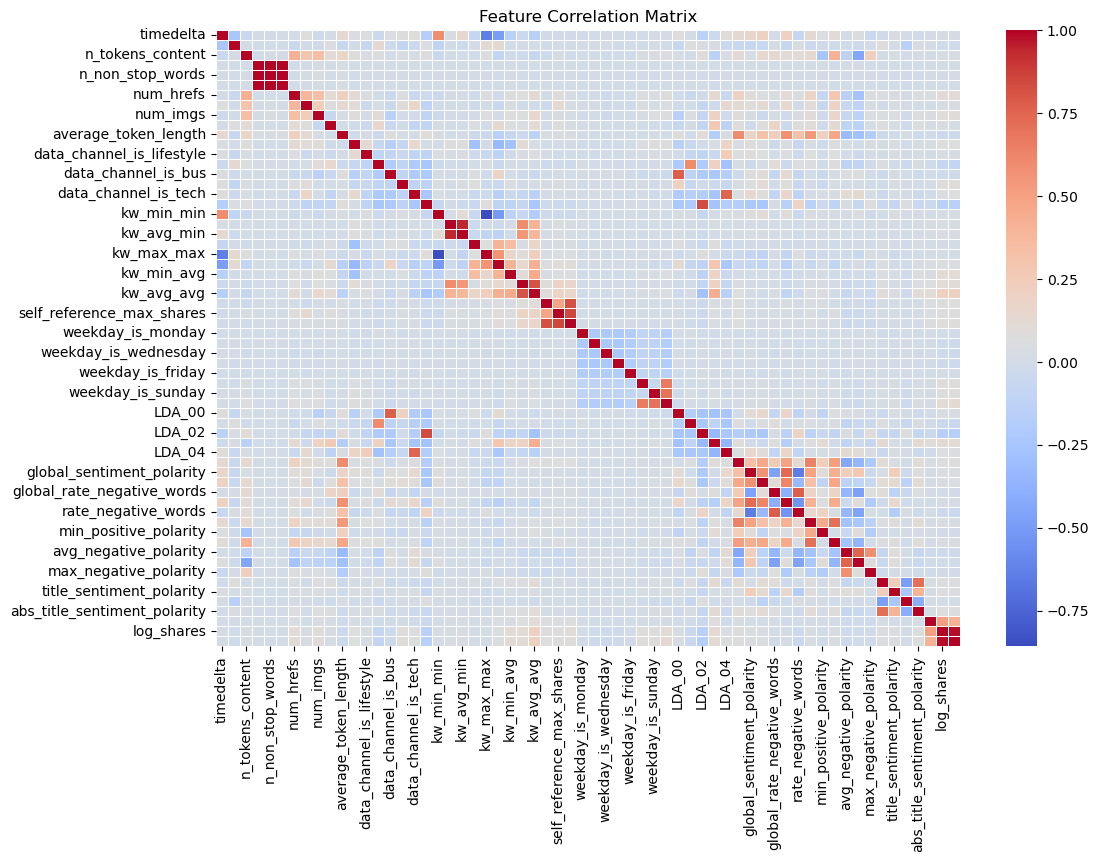 Feature Correlation Matrix
timedelta
n_tokens_content
n_non_stop_words
num_hrefs
num_imgs
average_token_length
data_channel_is_lifestyle
data_channel_is_bus
data_channel_is_tech
kw_min_min
kw_avg_min
kw_max_max
kw_min_avg
kw_avg_avg
self_reference_max_shares
weekday_is_monday
weekday_is_wednesday
weekday_is_friday
weekday_is_sunday
LDA_00
LDA_02
LDA_04
global_sentiment_polarity
global_rate_negative_words
rate_negative_words
min_positive_polarity
avg_negative_polarity
max_negative_polarity
title_sentiment_polarity
abs_title_sentiment_polarity
log_shares
timedelta
n_tokens_content
n_non_stop_words
num_hrefs
num_imgs
average_token_length
data_channel_is_lifestyle
data_channel_is_bus
data_channel_is_tech
kw_min_min
kw_avg_min
kw_max_max
kw_min_avg
kw_avg_avg
self_reference_max_shares
weekday_is_monday
weekday_is_wednesday
weekday_is_friday
weekday_is_sunday
LDA_00
LDA_02
LDA_04
global_sentiment_polarity
global_rate_negative_words
rate_negative_words
min_positive_polarity
avg_negative_polarity
max_negative_polarity
title_sentiment_polarity
abs_title_sentiment_polarity
log_shares
1.00
0.75
0.50
0.25
0.00
−0.25
−0.50
−0.75